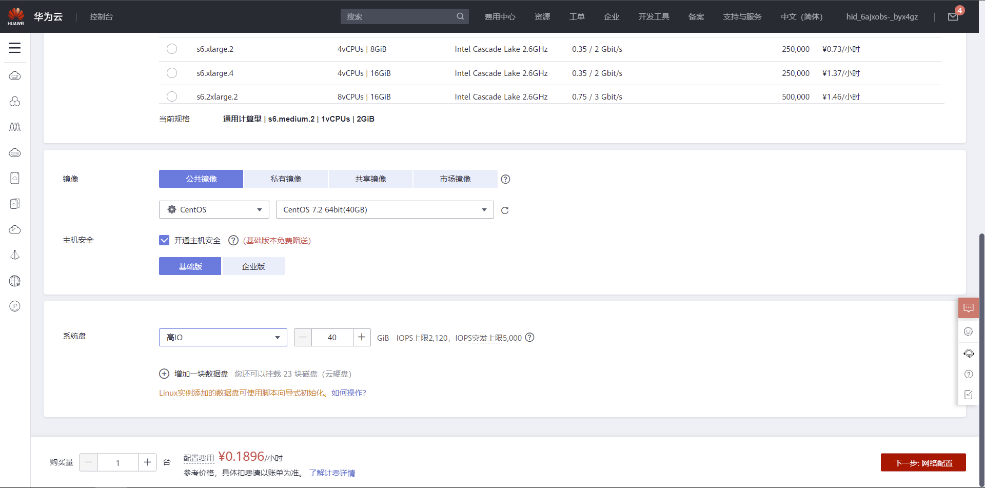 HUAWEI 华为云 控制台 搜索 费用中心 资源 工单 企业 开发工具 备案 支持与服务 中文（简体） hid_6ajxobs-_byx4gz 4
s6.xlarge.2 4vCPUs | 8GiB Intel Cascade Lake 2.6GHz 0.35 / 2 Gbit/s 250,000 ¥0.73/小时
s6.xlarge.4 4vCPUs | 16GiB Intel Cascade Lake 2.6GHz 0.35 / 2 Gbit/s 250,000 ¥1.37/小时
s6.2xlarge.2 8vCPUs | 16GiB Intel Cascade Lake 2.6GHz 0.75 / 3 Gbit/s 500,000 ¥1.46/小时
当前规格 通用计算型 | s6.medium.2 | 1vCPUs | 2GiB
镜像 公共镜像 私有镜像 共享镜像 市场镜像
CentOS CentOS 7.2 64bit(40GB)
主机安全 开通主机安全 (基础版本免费赠送)
基础版 企业版
系统盘 高IO 40 GiB IOPS上限2,120，IOPS突发上限5,000
增加一块数据盘 您还可以挂载 23 块磁盘（云硬盘）
Linux实例添加的数据盘可使用脚本向导式初始化。如何操作？
购买量 1 台 配置费用 ¥0.1896/小时
参考价格，具体扣费请以账单为准。 了解计费详情
下一步: 网络配置